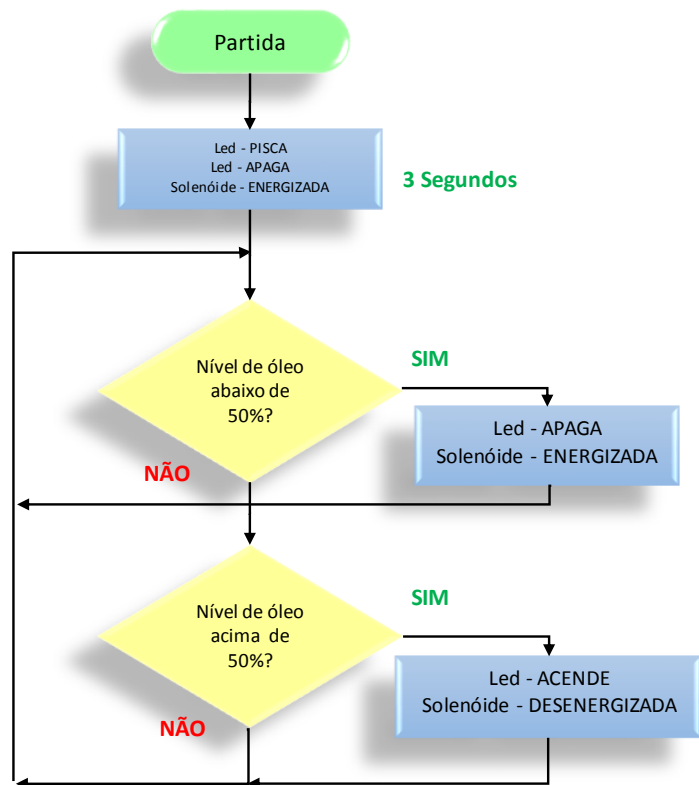 Partida
Led - PISCA
Led - APAGA
Solenóide - ENERGIZADA
3 Segundos
Nível de óleo
abaixo de
50%?
SIM
Led - APAGA
Solenóide - ENERGIZADA
NÃO
Nível de óleo
acima de
50%?
SIM
Led - ACENDE
Solenóide - DESENERGIZADA
NÃO